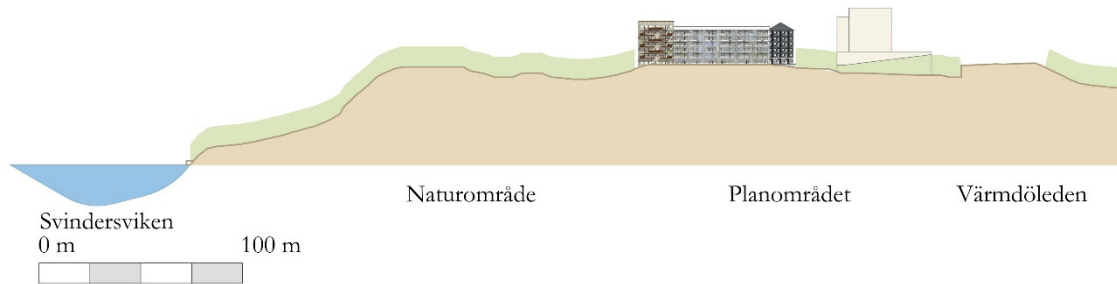 Naturområde
Planområdet
Värmdöleden
Svindersviken
0 m 100 m